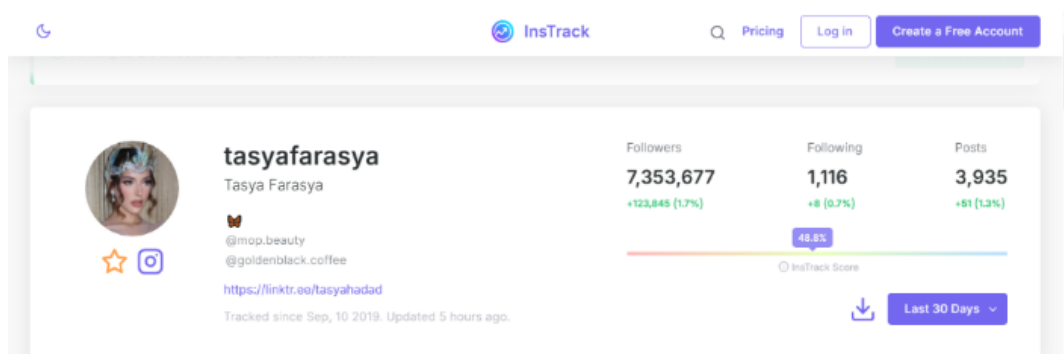 InsTrack
Pricing
Log in
Create a Free Account
tasyafarasya
Tasya Farasya
@mop.beauty
@goldenblack.coffee
https://linktr.ee/tasyahadad
Tracked since Sep, 10 2019. Updated 5 hours ago.
Followers Following Posts
7,353,677 1,116 3,935
+123,845 (1.7%) +8 (0.7%) +51 (1.3%)
48.8%
InsTrack Score
Last 30 Days